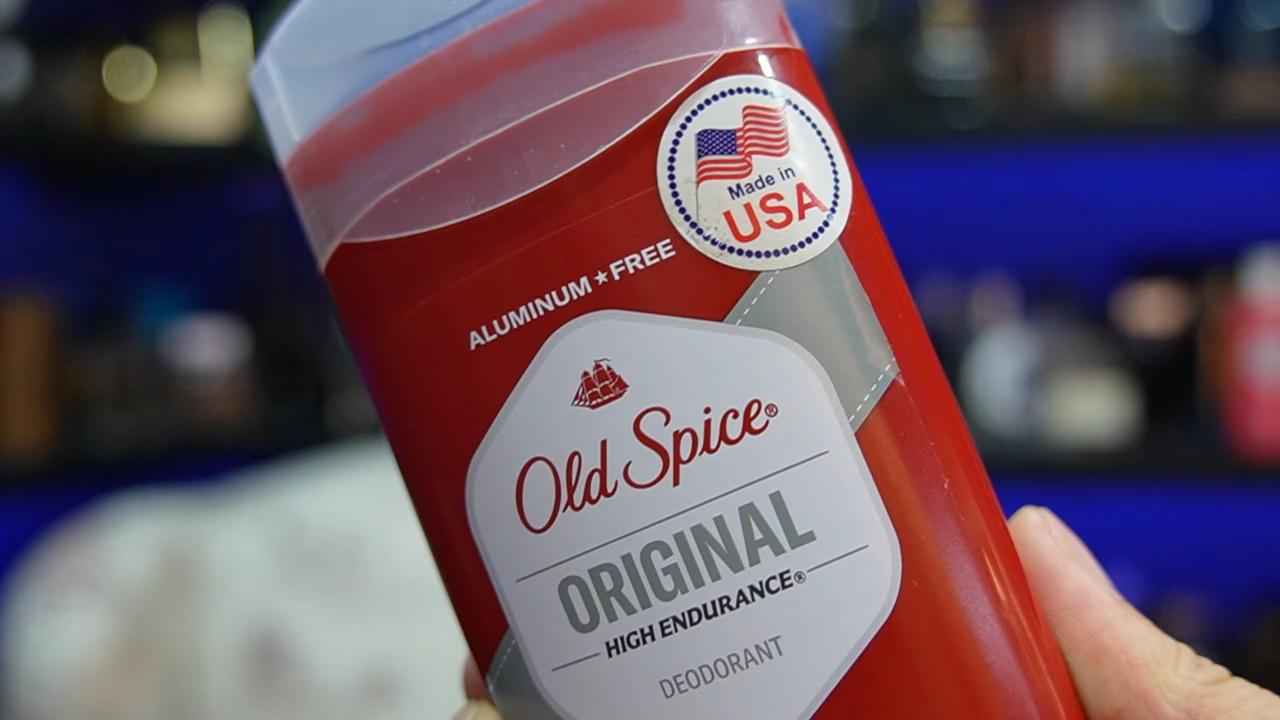 Made in
USA
ALUMINUM★FREE
Old Spice®
ORIGINAL
HIGH ENDURANCE®
DEODORANT